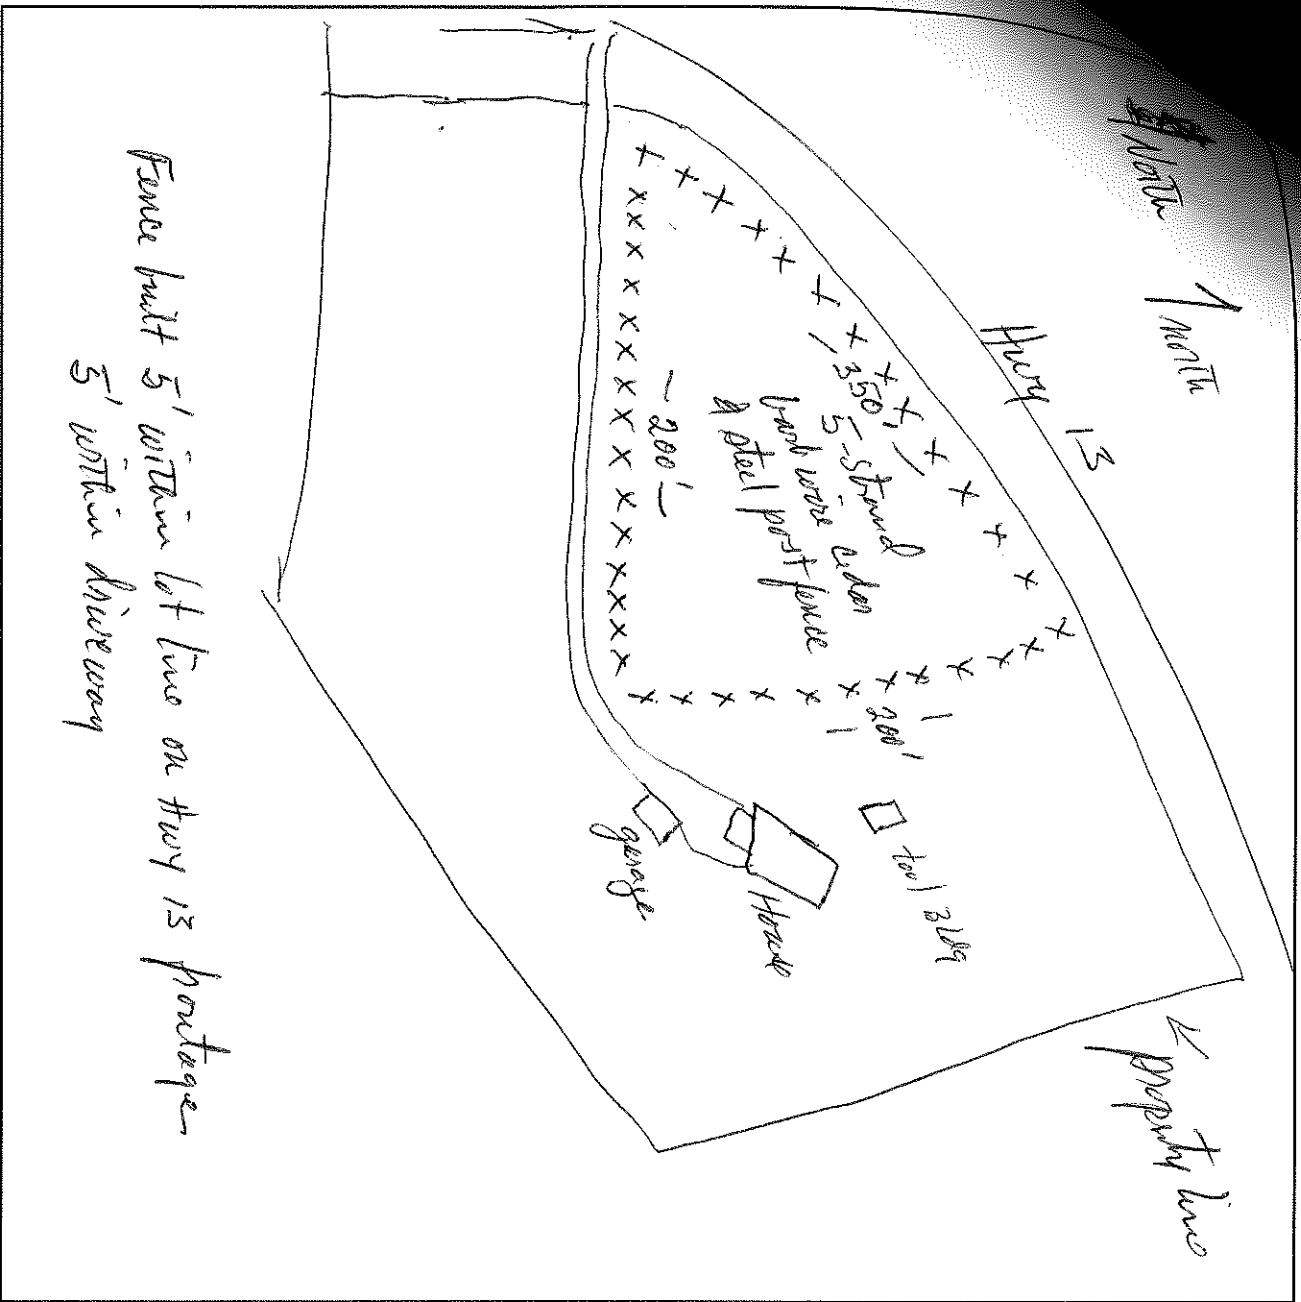 North
north
Hwy 13
- 350' -
5-strand
barb wire cedar
& steel post fence
- 200' -
- 200' -
tool Bldg
House
garage
property line
Fence built 5' within lot line on Hwy 13 frontage
5' within driveway